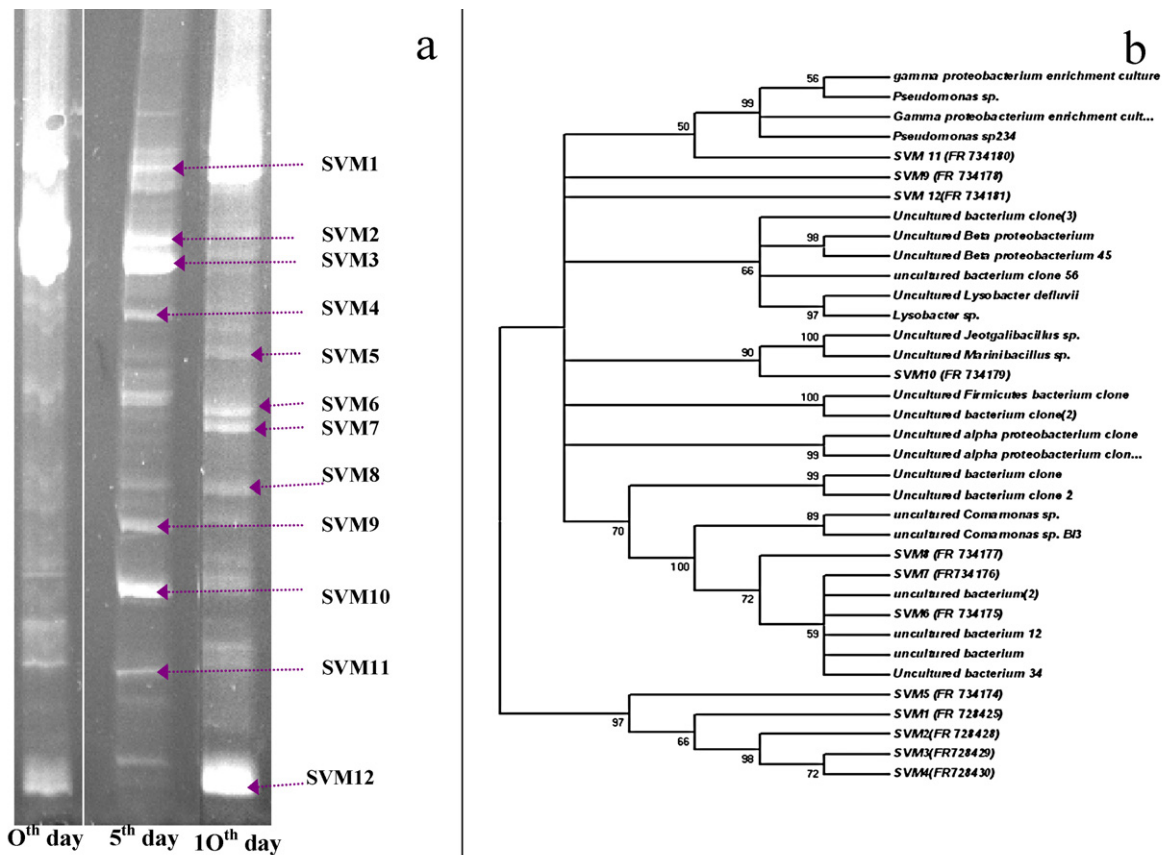 a
SVM1
SVM2
SVM3
SVM4
SVM5
SVM6
SVM7
SVM8
SVM9
SVM10
SVM11
SVM12
Oth day
5th day
1Oth day
b
gamma proteobacterium enrichment culture
56
Pseudomonas sp.
99
Gamma proteobacterium enrichment cult...
Pseudomonas sp234
50
SVM 11 (FR 734180)
SVM9 (FR 734178)
SVM 12(FR 734181)
Uncultured bacterium clone(3)
98
Uncultured Beta proteobacterium
Uncultured Beta proteobacterium 45
66
uncultured bacterium clone 56
Uncultured Lysobacter defluvii
97
Lysobacter sp.
100
Uncultured Jeotgalibacillus sp.
90
Uncultured Marinibacillus sp.
SVM10 (FR 734179)
100
Uncultured Firmicutes bacterium clone
Uncultured bacterium clone(2)
Uncultured alpha proteobacterium clone
99
Uncultured alpha proteobacterium clon...
99
Uncultured bacterium clone
Uncultured bacterium clone 2
89
uncultured Comamonas sp.
70
uncultured Comamonas sp. BI3
SVM8 (FR 734177)
100
SVM7 (FR734176)
72
uncultured bacterium(2)
SVM6 (FR 734175)
59
uncultured bacterium 12
uncultured bacterium
Uncultured bacterium 34
SVM5 (FR 734174)
97
SVM1 (FR 728425)
66
SVM2(FR 728428)
98
SVM3(FR728429)
72
SVM4(FR728430)